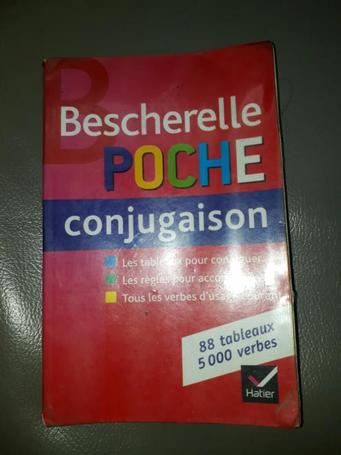 B
Bescherelle
POCHE
conjugaison
Les tableaux pour conjuguer
Les règles pour accorder
Tous les verbes d'usage courant
88 tableaux
5 000 verbes
Hatier